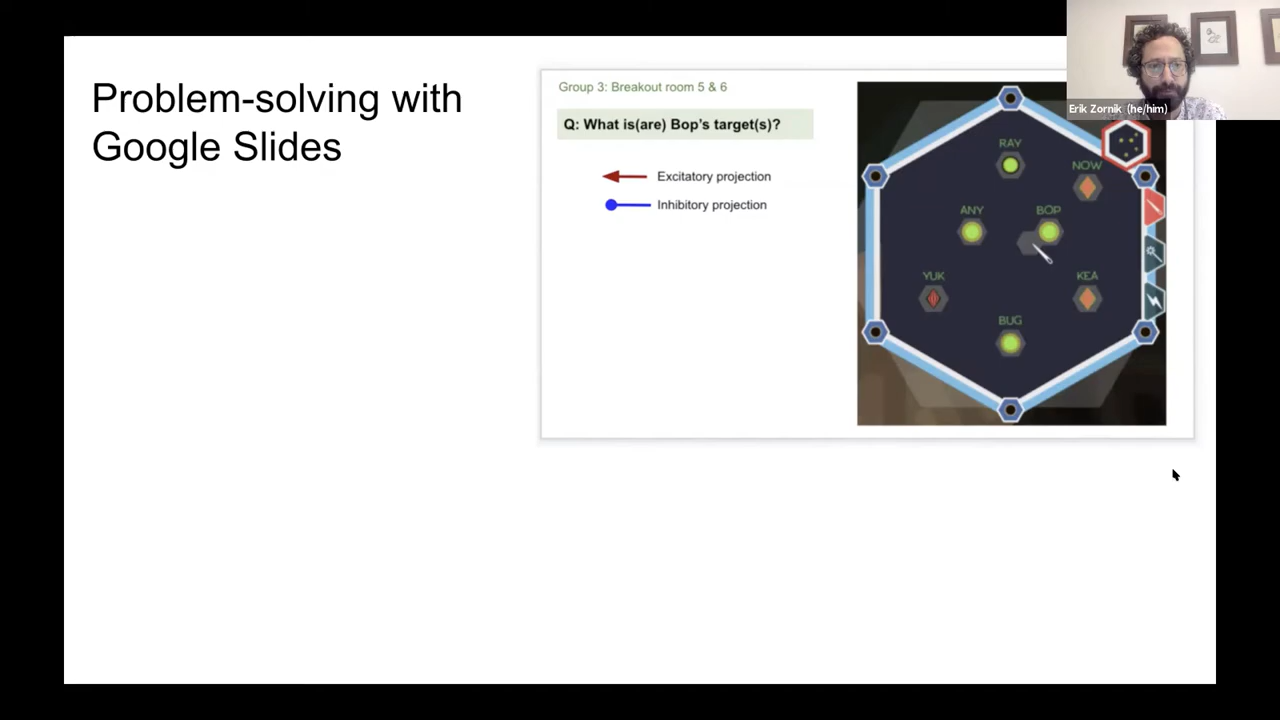 Problem-solving with
Google Slides
Group 3: Breakout room 5 & 6
Q: What is(are) Bop's target(s)?
Excitatory projection
Inhibitory projection
RAY
NOW
ANY
BOP
YUK
KEA
BUG
Erik Zornik (he/him)